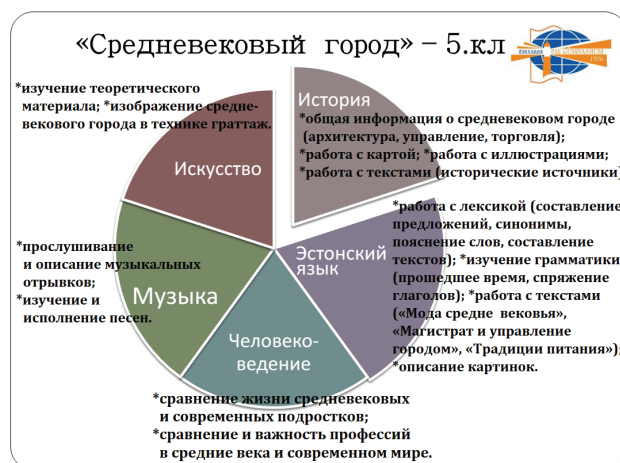 «Средневековый город» – 5.кл
*изучение теоретического
материала; *изображение средне-
векового города в технике граттаж.
Искусство
История
*общая информация о средневековом городе
(архитектура, управление, торговля);
*работа с картой; *работа с иллюстрациями;
*работа с текстами (исторические источники)
Эстонский
язык
*работа с лексикой (составление
предложений, синонимы,
пояснение слов, составление
текстов); *изучение грамматики
(прошедшее время, спряжение
глаголов); *работа с текстами
(«Мода средне вековья»,
«Магистрат и управление
городом», «Традиции питания»);
*описание картинок.
*прослушивание
и описание музыкальных
отрывков;
*изучение и
исполнение песен.
Музыка
Человеко-
ведение
*сравнение жизни средневековых
и современных подростков;
*сравнение и важность профессий
в средние века и современном мире.